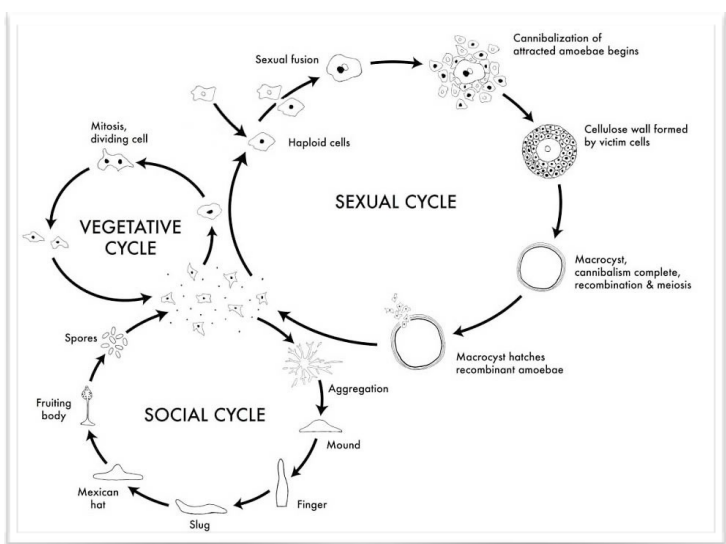 Cannibalization of
attracted amoebae begins
Sexual fusion
Haploid cells
Cellulose wall formed
by victim cells
Mitosis,
dividing cell
SEXUAL CYCLE
VEGETATIVE
CYCLE
Macrocyst,
cannibalism complete,
recombination & meiosis
Macrocyst hatches
recombinant amoebae
Spores
Aggregation
Fruiting
body
SOCIAL CYCLE
Mound
Mexican
hat
Finger
Slug